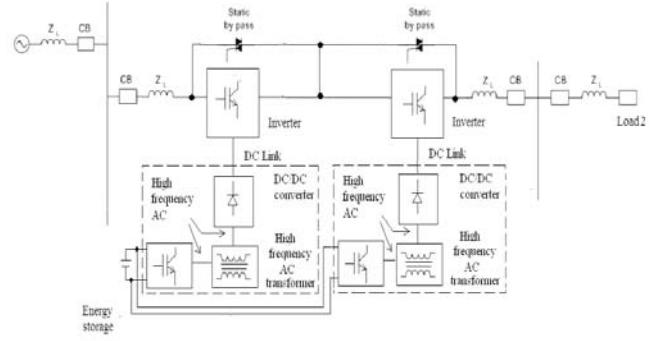 Static
by pass
Static
by pass
Z L
CB
CB
Z L
Z L
CB
CB
Z L
Inverter
Inverter
Load 2
DC Link
DC Link
High
frequency
AC
DC/DC
converter
High
frequency
AC
DC/DC
converter
High
frequency
AC
transformer
High
frequency
AC
transformer
Energy
storage